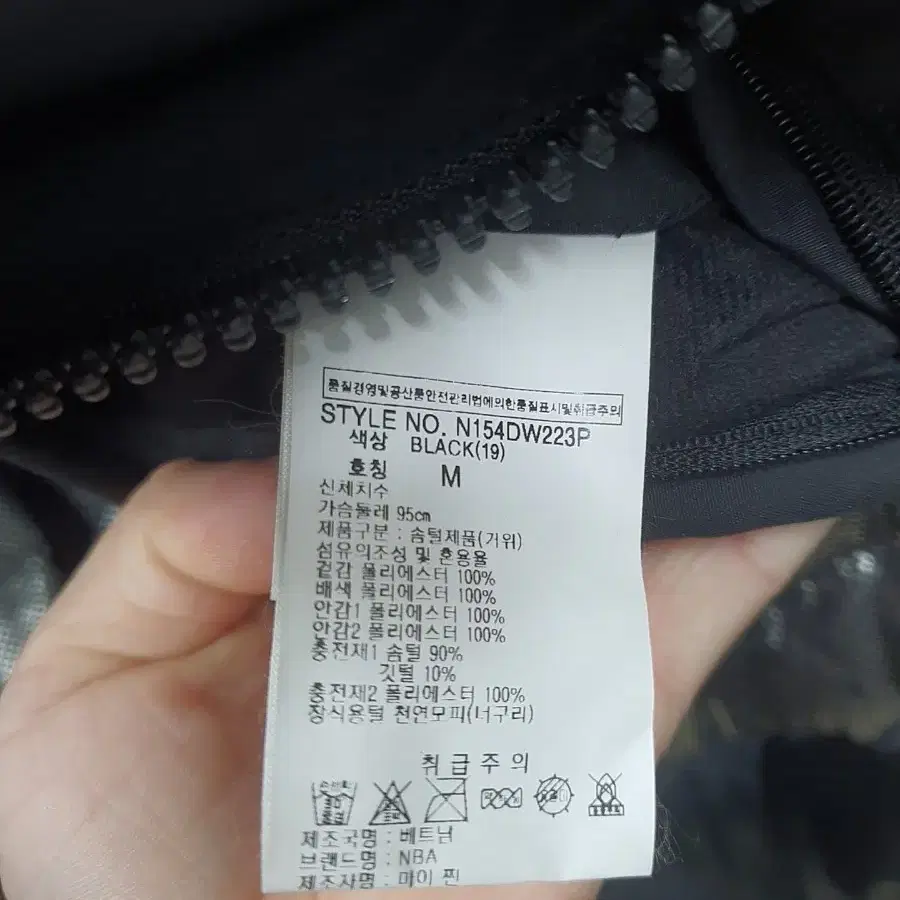 품질경영및공산품안전관리법에의한품질표시및취급주의
STYLE NO. N154DW223P
색상 BLACK(19)
호칭 M
신체치수
가슴둘레 95cm
제품구분 : 솜털제품(거위)
섬유의조성 및 혼용율
겉감 폴리에스터 100%
배색 폴리에스터 100%
안감1 폴리에스터 100%
안감2 폴리에스터 100%
충전재1 솜털 90%
깃털 10%
충전재2 폴리에스터 100%
장식용털 천연모피(너구리)
취급주의
제조국명 : 베트남
브랜드명 : NBA
제조자명 : 마이 찐